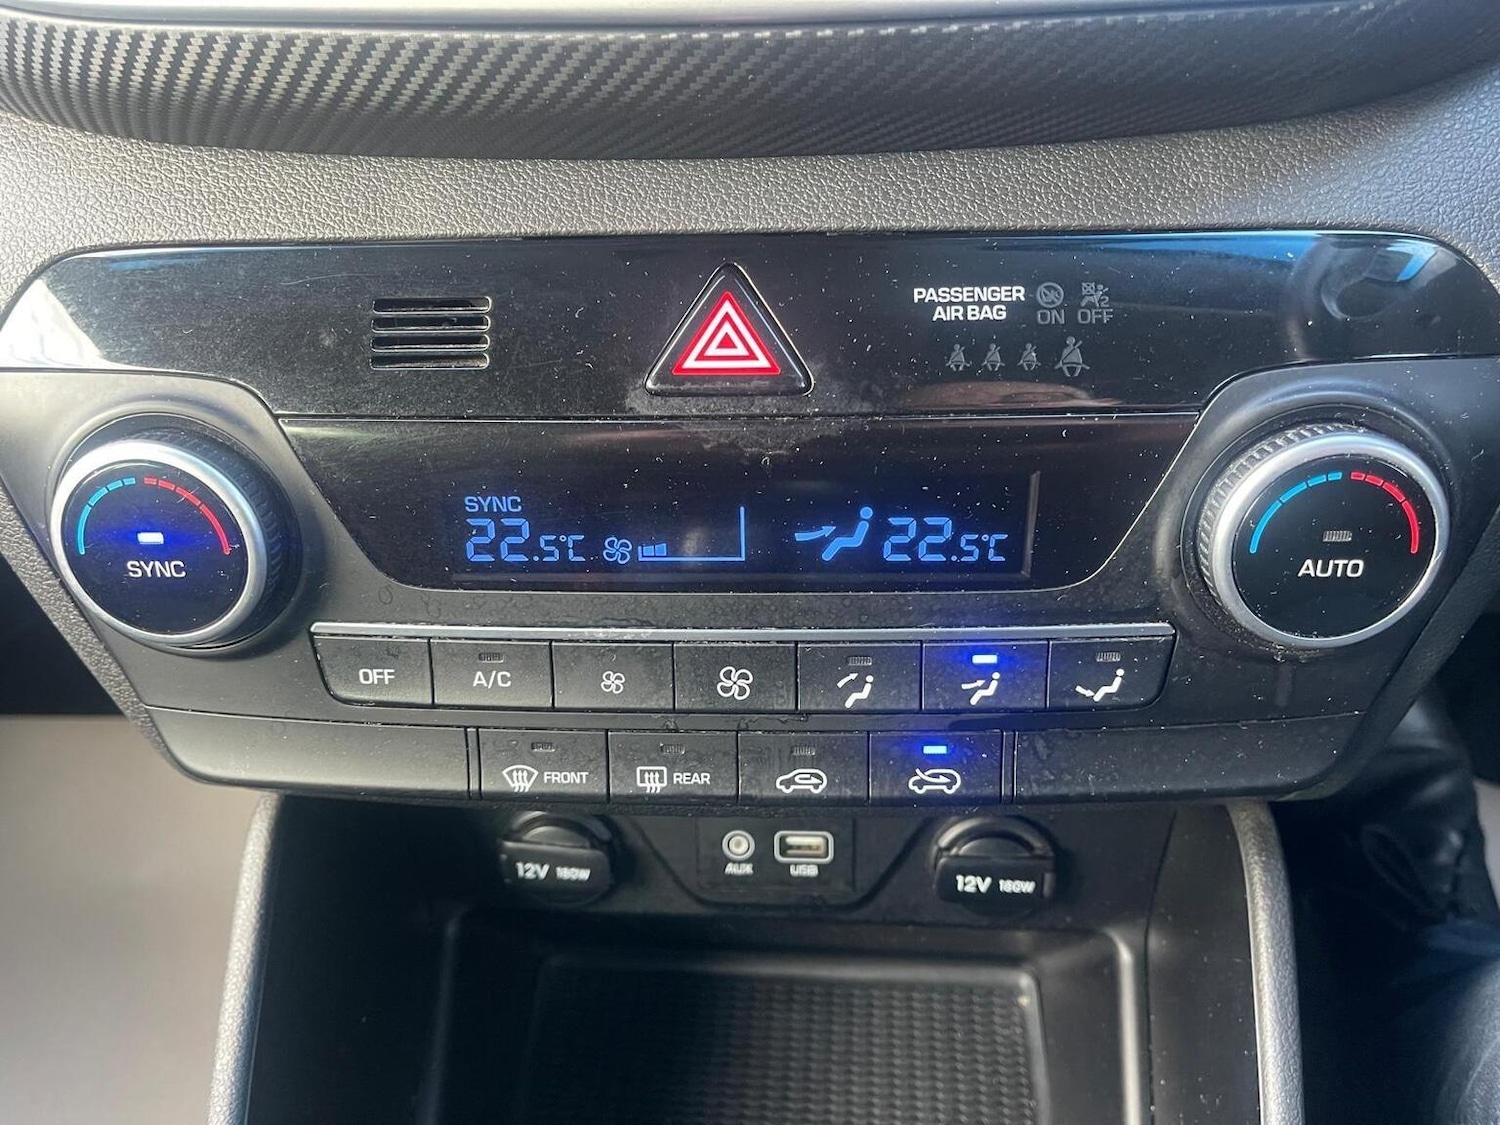 PASSENGER
AIR BAG
ON OFF
2
SYNC
22.5°C 22.5°C
SYNC
AUTO
OFF A/C
FRONT REAR
12V 180W
AUX USB
12V 180W